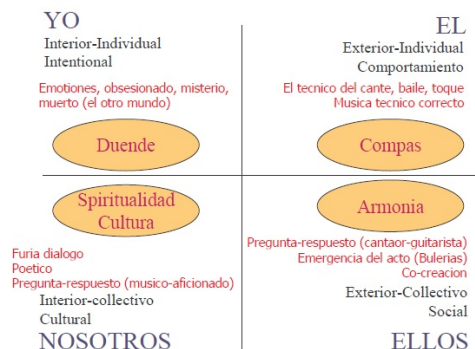 YO
Interior-Individual
Intentional
Emotiones, obsesionado, misterio,
muerto (el otro mundo)
Duende
EL
Exterior-Individual
Comportamiento
El tecnico del cante, baile, toque
Musica tecnico correcto
Compas
Spiritualidad
Cultura
Furia dialogo
Poetico
Pregunta-respuesto (musico-aficionado)
Interior-collectivo
Cultural
NOSOTROS
Armonia
Pregunta-respuesto (cantaor-guitarista)
Emergencia del acto (Bulerias)
Co-creacion
Exterior-Colectivo
Social
ELLOS